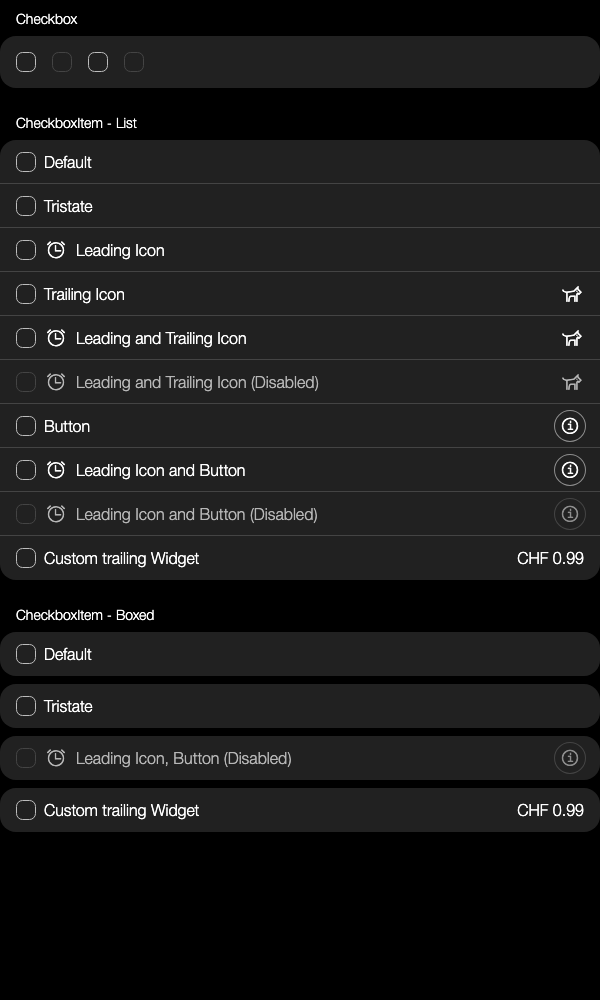 Checkbox
CheckboxItem - List
Default
Tristate
Leading Icon
Trailing Icon
Leading and Trailing Icon
Leading and Trailing Icon (Disabled)
Button
Leading Icon and Button
Leading Icon and Button (Disabled)
Custom trailing Widget CHF 0.99
CheckboxItem - Boxed
Default
Tristate
Leading Icon, Button (Disabled)
Custom trailing Widget CHF 0.99